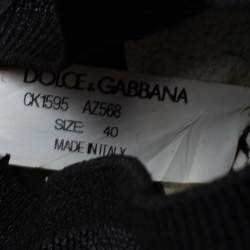 DOLCE & GABBANA
CK1595 AZ568
SIZE: 40
MADE IN ITALY